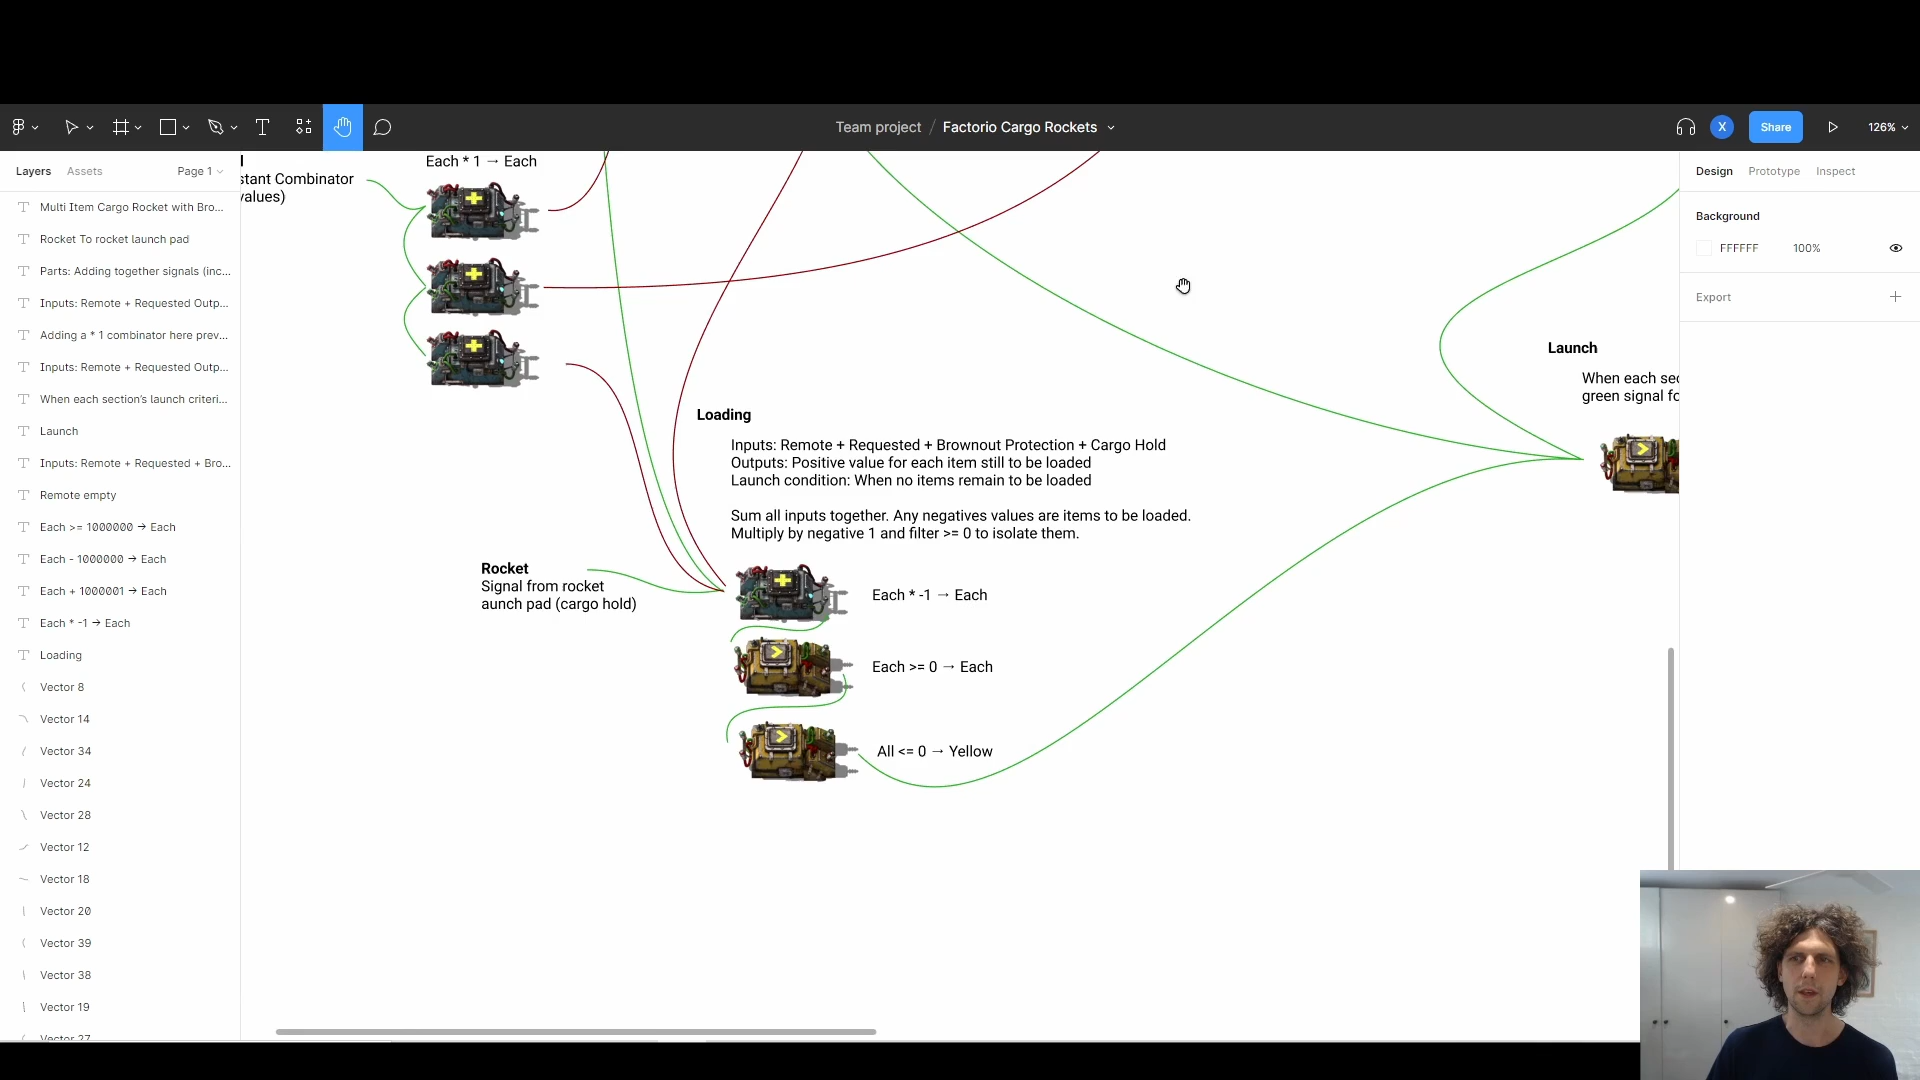 Team project / Factorio Cargo Rockets
X
Share
126%
Layers
Assets
Page 1
Multi Item Cargo Rocket with Bro...
Rocket To rocket launch pad
Parts: Adding together signals (inc...
Inputs: Remote + Requested Outp...
Adding a * 1 combinator here prev...
Inputs: Remote + Requested Outp...
When each section's launch criteri...
Launch
Inputs: Remote + Requested + Bro...
Remote empty
Each >= 1000000 → Each
Each - 1000000 → Each
Each + 1000001 → Each
Each * -1 → Each
Loading
Vector 8
Vector 14
Vector 34
Vector 24
Vector 28
Vector 12
Vector 18
Vector 20
Vector 39
Vector 38
Vector 19
Vector 27
stant Combinator
values)
Each * 1 → Each
Loading
Inputs: Remote + Requested + Brownout Protection + Cargo Hold
Outputs: Positive value for each item still to be loaded
Launch condition: When no items remain to be loaded
Sum all inputs together. Any negatives values are items to be loaded.
Multiply by negative 1 and filter >= 0 to isolate them.
Rocket
Signal from rocket
aunch pad (cargo hold)
Each * -1 → Each
Each >= 0 → Each
All <= 0 → Yellow
Launch
When each sec
green signal fo
Design
Prototype
Inspect
Background
FFFFFF
100%
Export